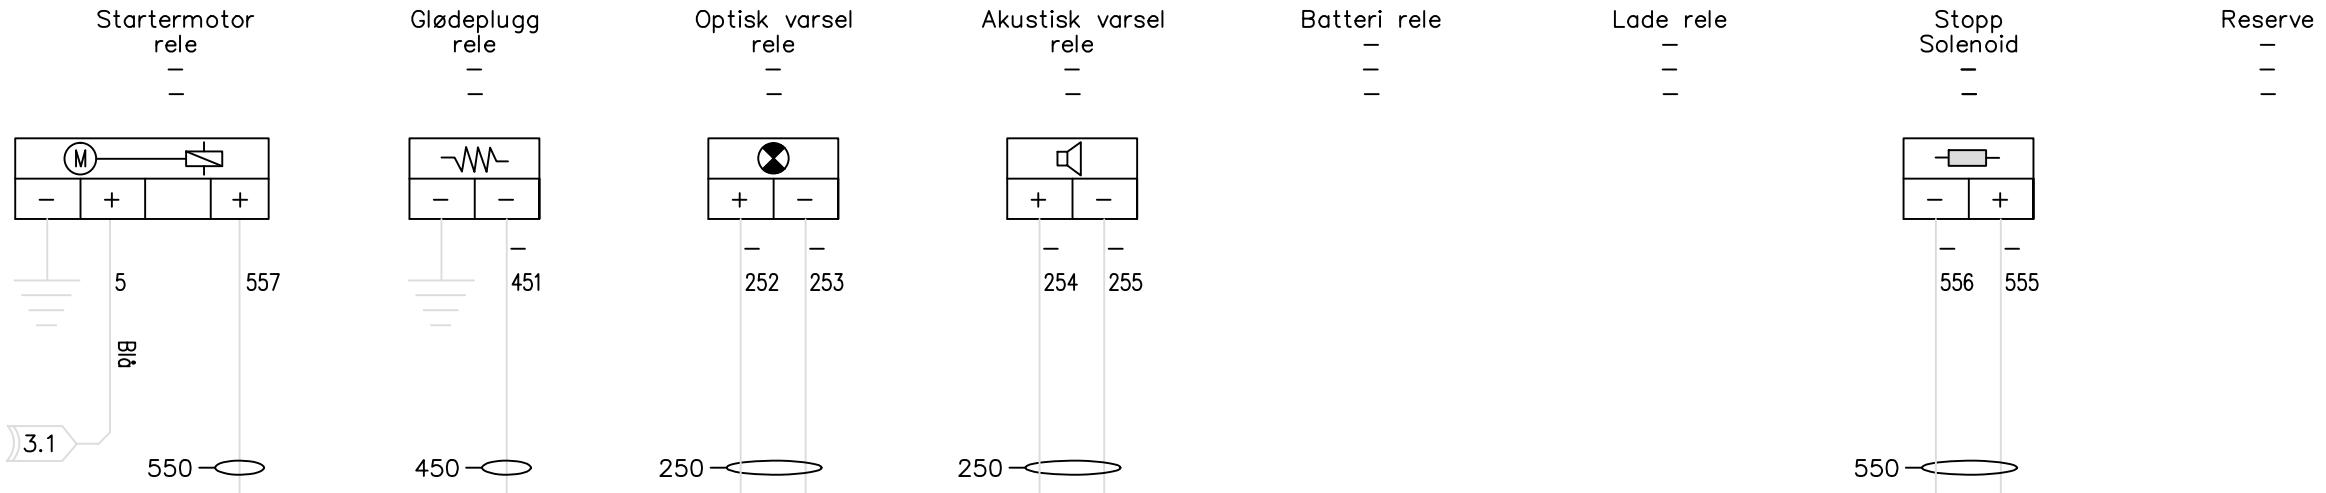 Startermotor
rele
–
–
Glødeplugg
rele
–
–
Optisk varsel
rele
–
–
Akustisk varsel
rele
–
–
Batteri rele
–
–
–
Lade rele
–
–
–
Stopp
Solenoid
–
–
Reserve
–
–
–
M
– + +
– –
+ –
+ –
– +
– – – – – – –
5 557 451 252 253 254 255 556 555
Blå
3.1
550 450 250 250 550